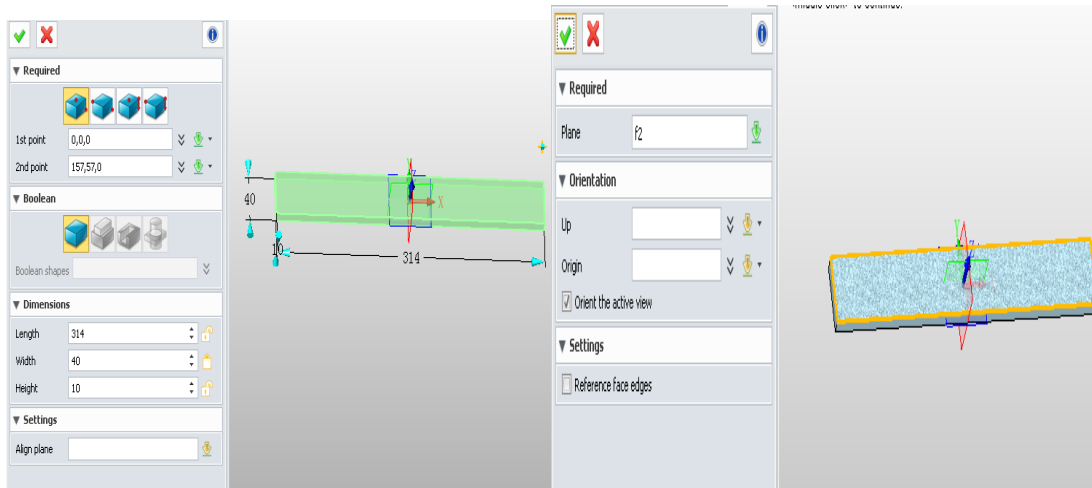 Required
1st point 0,0,0
2nd point 157,57,0
Boolean
Boolean shapes
Dimensions
Length 314
Width 40
Height 10
Settings
Align plane
40
10
314
X
Y
Z
to continue.
Required
Plane f2
Orientation
Up
Origin
Orient the active view
Settings
Reference face edges
Y